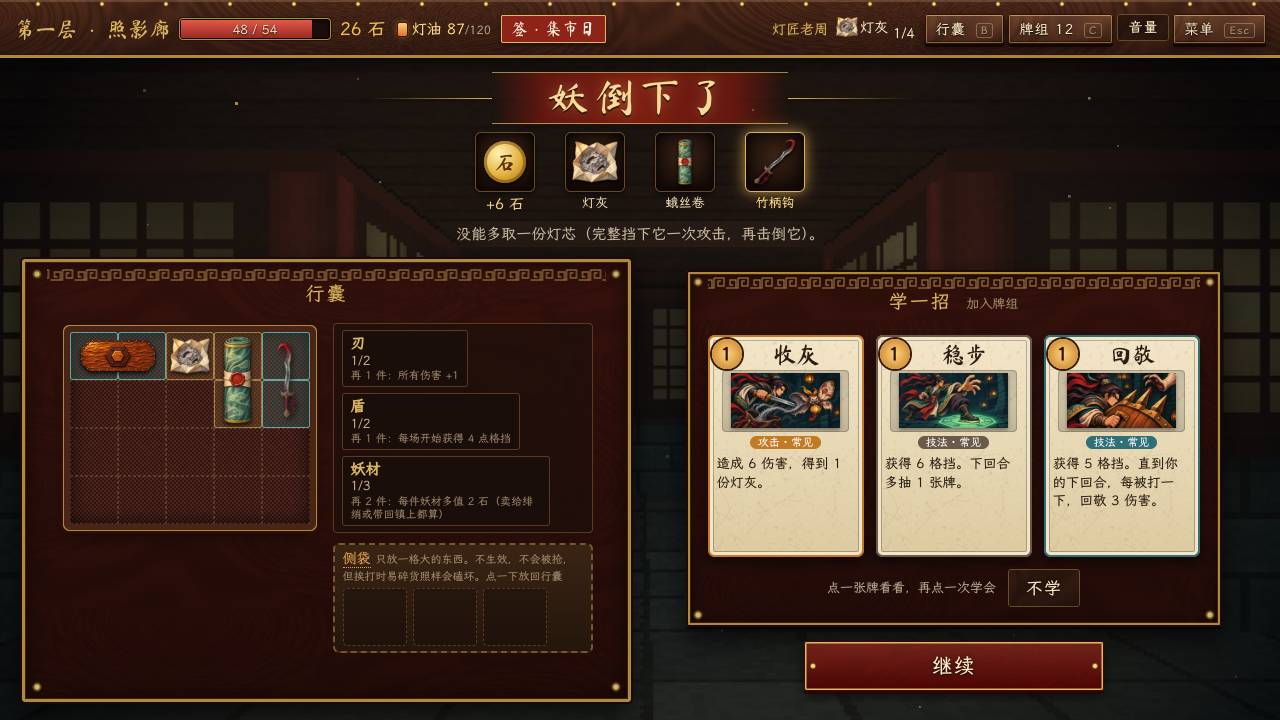 第一层 · 照影廊
48 / 54
26 石
灯油 87/120
签 · 集市日
灯匠老周
灯灰 1/4
行囊 B
牌组 12 C
音量
菜单 Esc
妖倒下了
石
+6 石
灯灰
蛾丝卷
竹柄钩
没能多取一份灯芯（完整挡下它一次攻击，再击倒它）。
行囊
刃
1/2
再 1 件：所有伤害 +1
盾
1/2
再 1 件：每场开始获得 4 点格挡
妖材
1/3
再 2 件：每件妖材多值 2 石（卖给绯
绡或带回镇上都算）
侧袋 只放一格大的东西。不生效，不会被抢，
但挨打时易碎货照样会磕坏。点一下放回行囊
学一招 加入牌组
1 收灰
攻击·常见
造成 6 伤害，得到 1
份灯灰。
1 稳步
技法·常见
获得 6 格挡。下回合
多抽 1 张牌。
1 回敬
技法·常见
获得 5 格挡。直到你
的下回合，每被打一
下，回敬 3 伤害。
点一张牌看看，再点一次学会
不学
继续